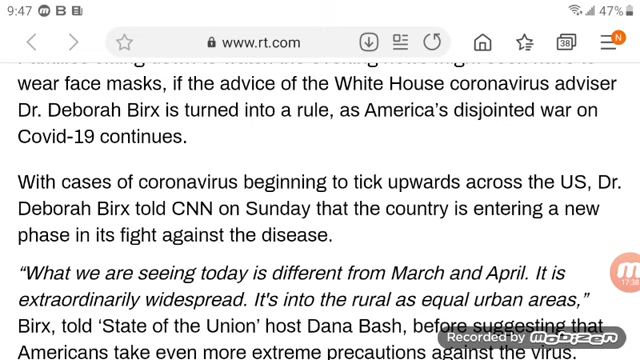 9:47 M B 47%
www.rt.com 38 N
wear face masks, if the advice of the White House coronavirus adviser
Dr. Deborah Birx is turned into a rule, as America's disjointed war on
Covid-19 continues.
With cases of coronavirus beginning to tick upwards across the US, Dr.
Deborah Birx told CNN on Sunday that the country is entering a new
phase in its fight against the disease.
“What we are seeing today is different from March and April. It is
extraordinarily widespread. It's into the rural as equal urban areas,”
M
17:38
Birx, told ‘State of the Union’ host Dana Bash, before suggesting that
Recorded by mobizen
Americans take even more extreme precautions against the virus.